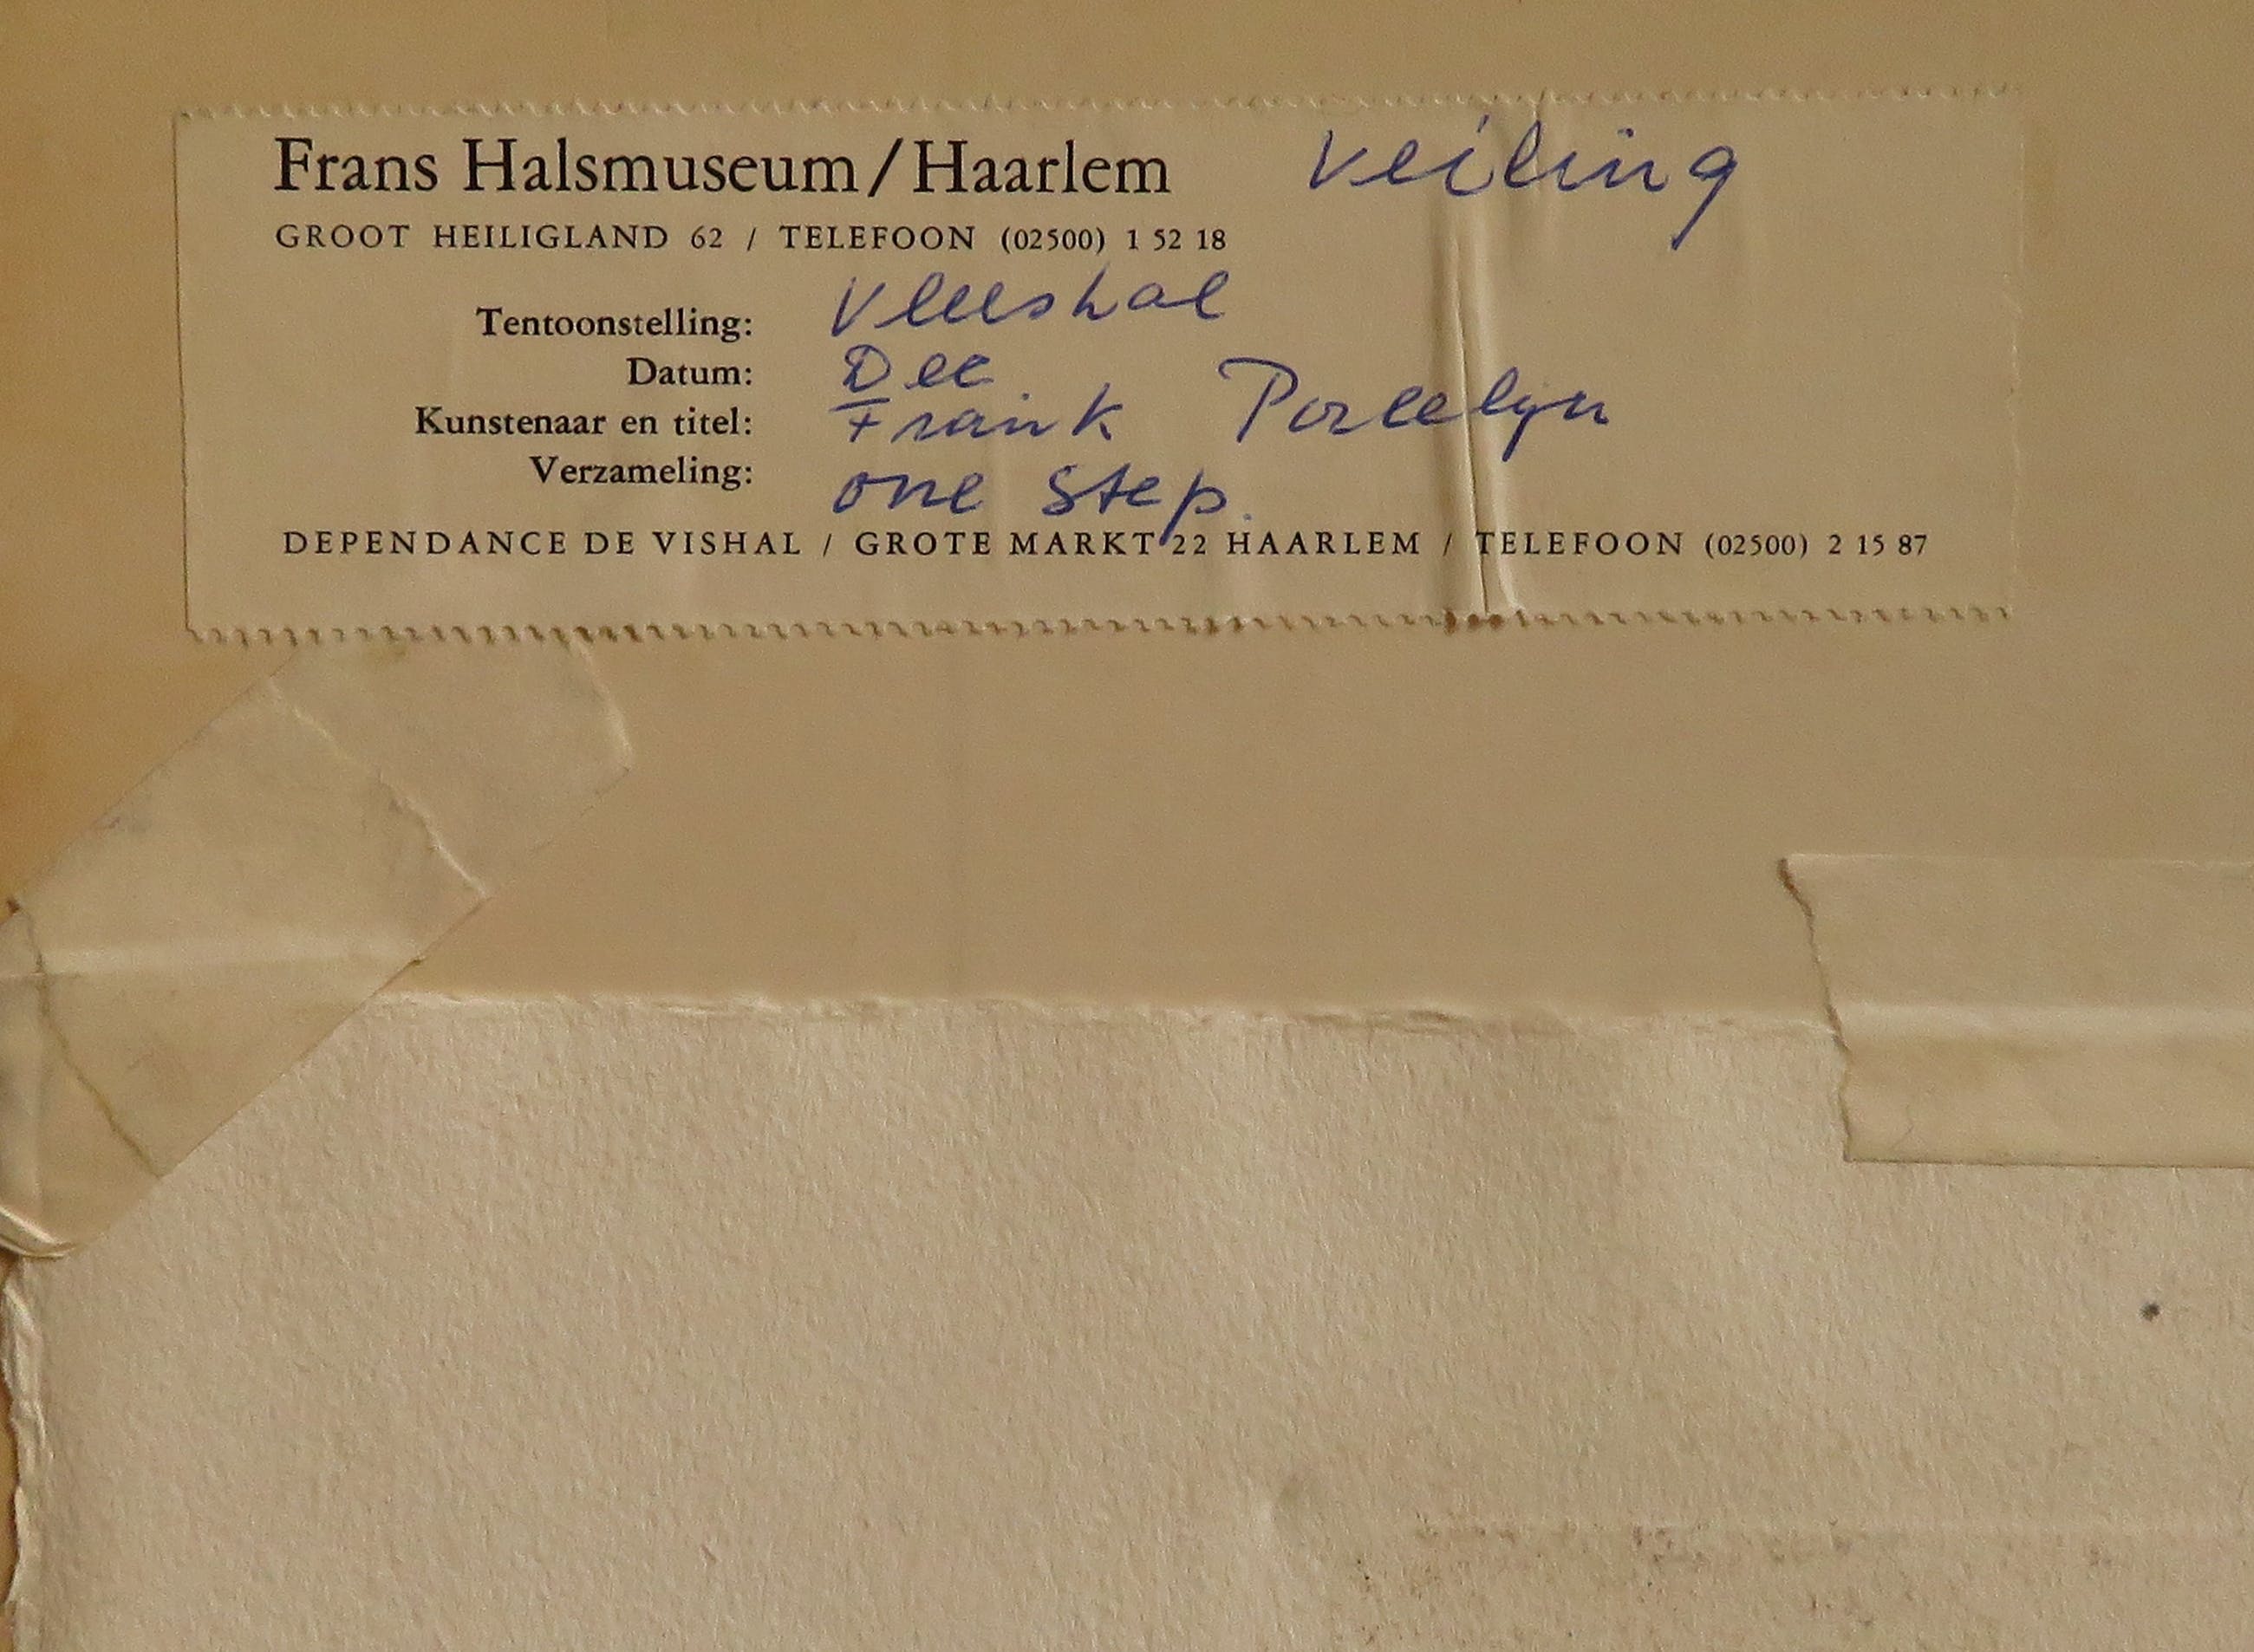 Frans Halsmuseum / Haarlem veiling
GROOT HEILIGLAND 62 / TELEFOON (02500) 1 52 18
Tentoonstelling: Vleeshal
Datum: Dec
Kunstenaar en titel: Frank Porcelyn
Verzameling: one step.
DEPENDANCE DE VISHAL / GROTE MARKT 22 HAARLEM / TELEFOON (02500) 2 15 87